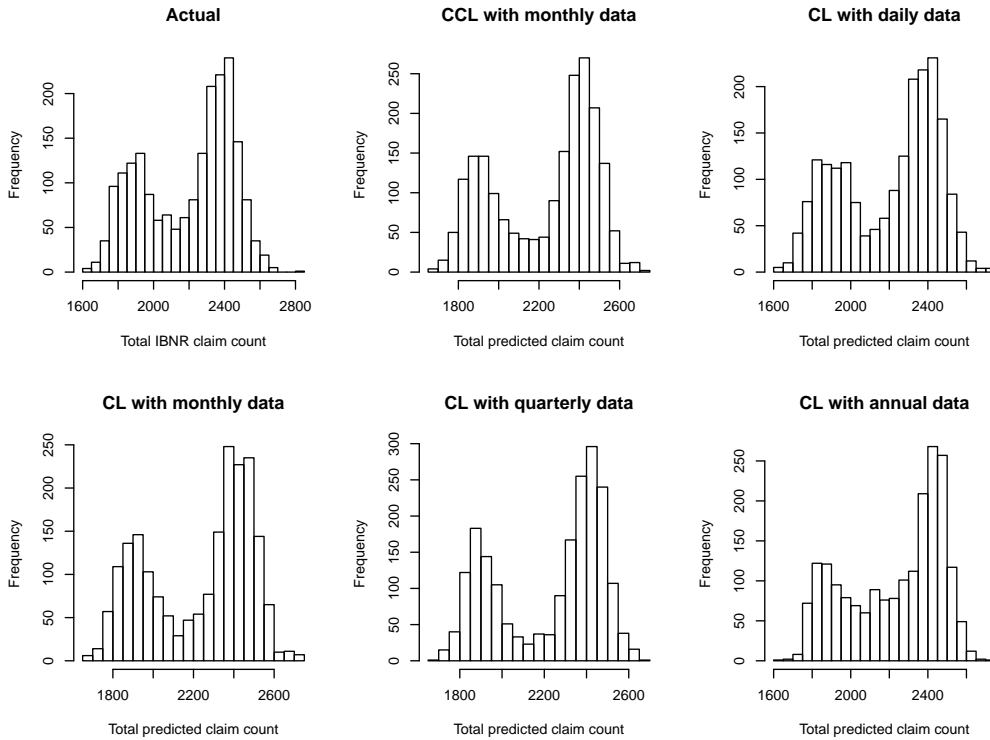 Actual
Frequency
0 50 100 150 200
1600 2000 2400 2800
Total IBNR claim count
CCL with monthly data
Frequency
0 50 100 150 200 250
1800 2200 2600
Total predicted claim count
CL with daily data
Frequency
0 50 100 150 200
1600 2000 2400
Total predicted claim count
CL with monthly data
Frequency
0 50 100 150 200 250
1800 2200 2600
Total predicted claim count
CL with quarterly data
Frequency
0 50 100 150 200 250 300
1800 2200 2600
Total predicted claim count
CL with annual data
Frequency
0 50 100 150 200 250
1600 2000 2400
Total predicted claim count